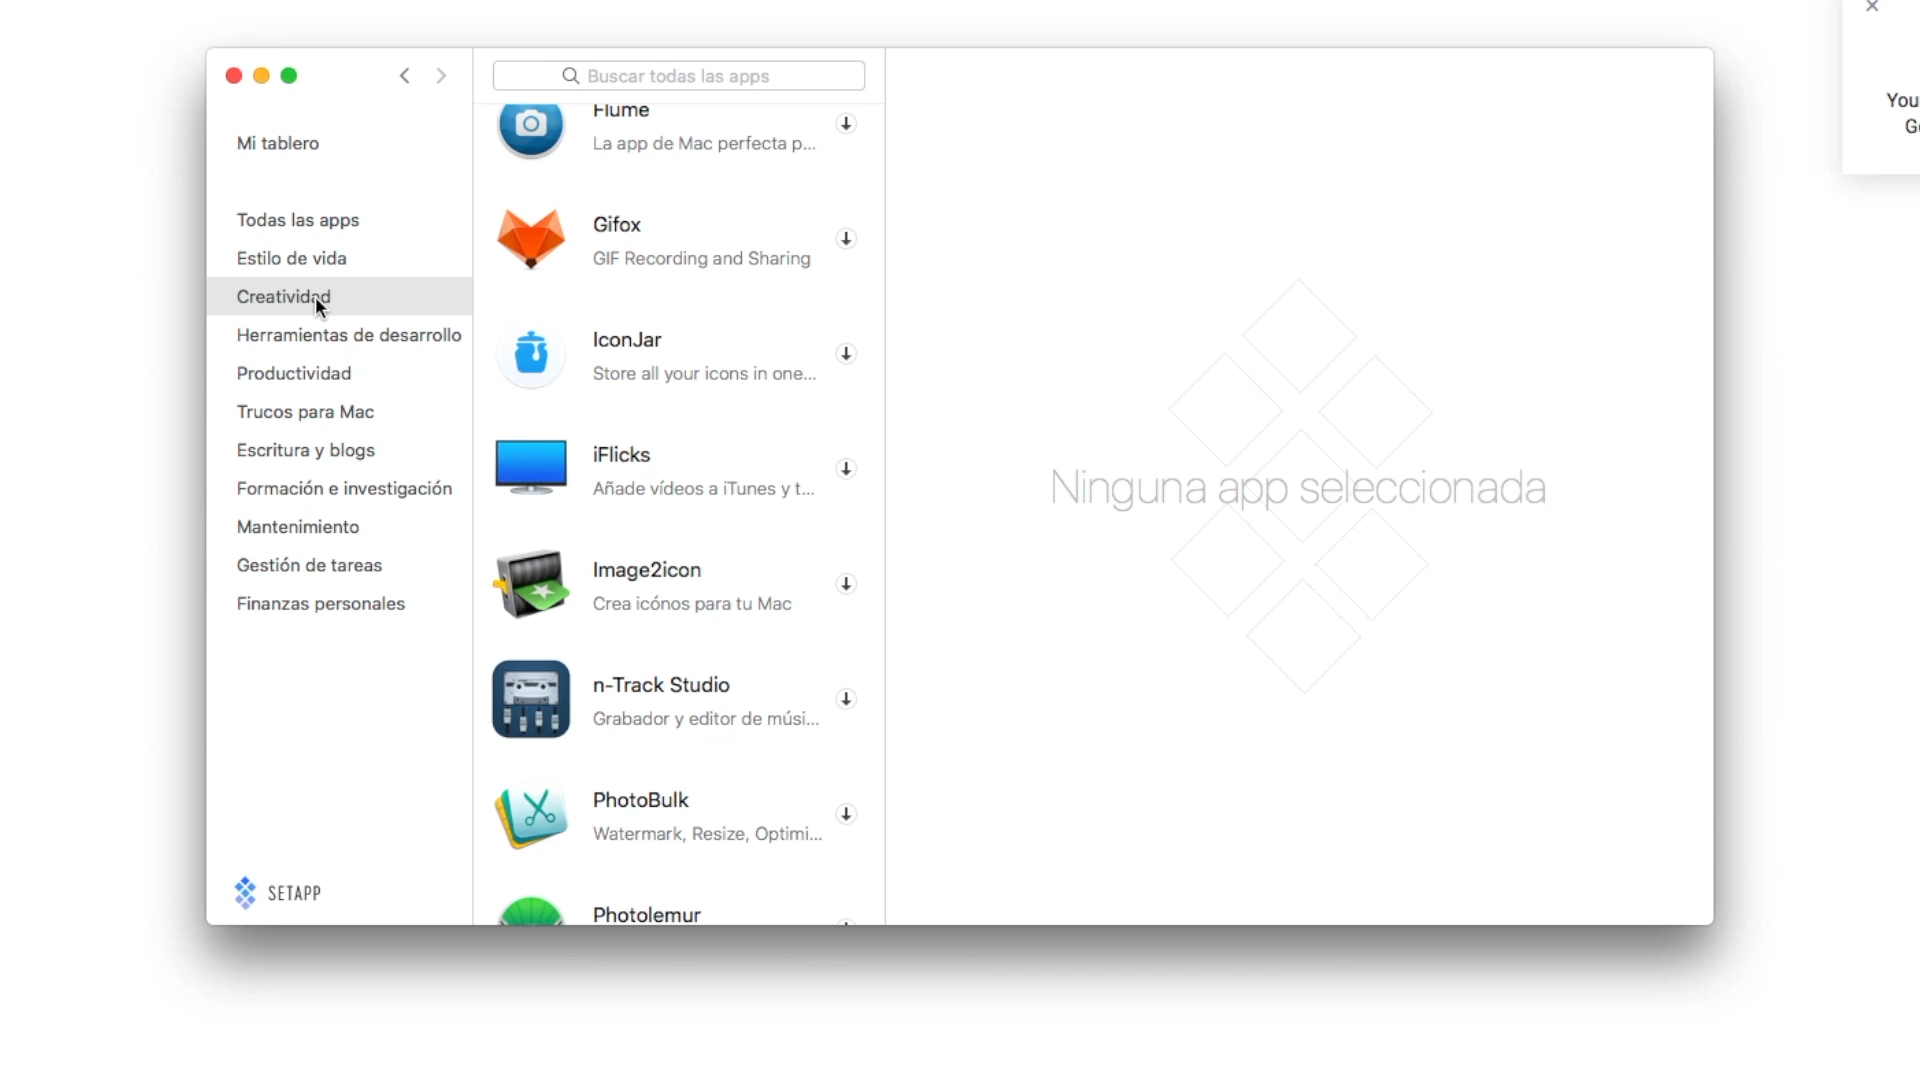 Buscar todas las apps
Mi tablero
Todas las apps
Estilo de vida
Creatividad
Herramientas de desarrollo
Productividad
Trucos para Mac
Escritura y blogs
Formación e investigación
Mantenimiento
Gestión de tareas
Finanzas personales
SETAPP
Flume
La app de Mac perfecta p...
Gifox
GIF Recording and Sharing
IconJar
Store all your icons in one...
iFlicks
Añade vídeos a iTunes y t...
Image2icon
Crea icónos para tu Mac
n-Track Studio
Grabador y editor de músi...
PhotoBulk
Watermark, Resize, Optimi...
Photolemur
Ninguna app seleccionada
You